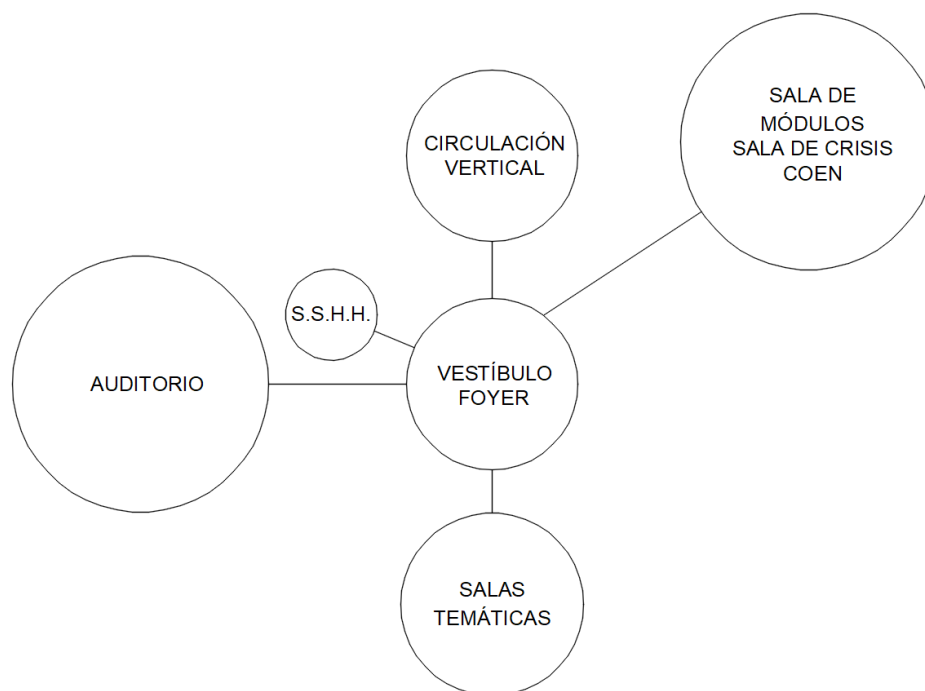 SALA DE
MÓDULOS
SALA DE CRISIS
COEN
CIRCULACIÓN
VERTICAL
S.S.H.H.
AUDITORIO
VESTÍBULO
FOYER
SALAS
TEMÁTICAS